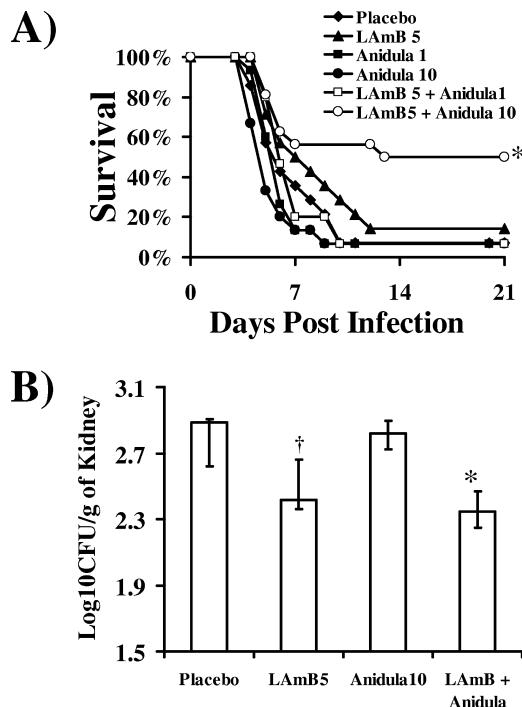 A)
Placebo
LAmB 5
Anidula 1
Anidula 10
LAmB 5 + Anidula1
LAmB5 + Anidula 10
100%
80%
60%
40%
20%
0%
Survival
*
0 7 14 21
Days Post Infection
B)
3.1
2.7
2.3
1.9
1.5
Log10CFU/g of Kidney
†
*
Placebo LAmB5 Anidula10 LAmB +
Anidula